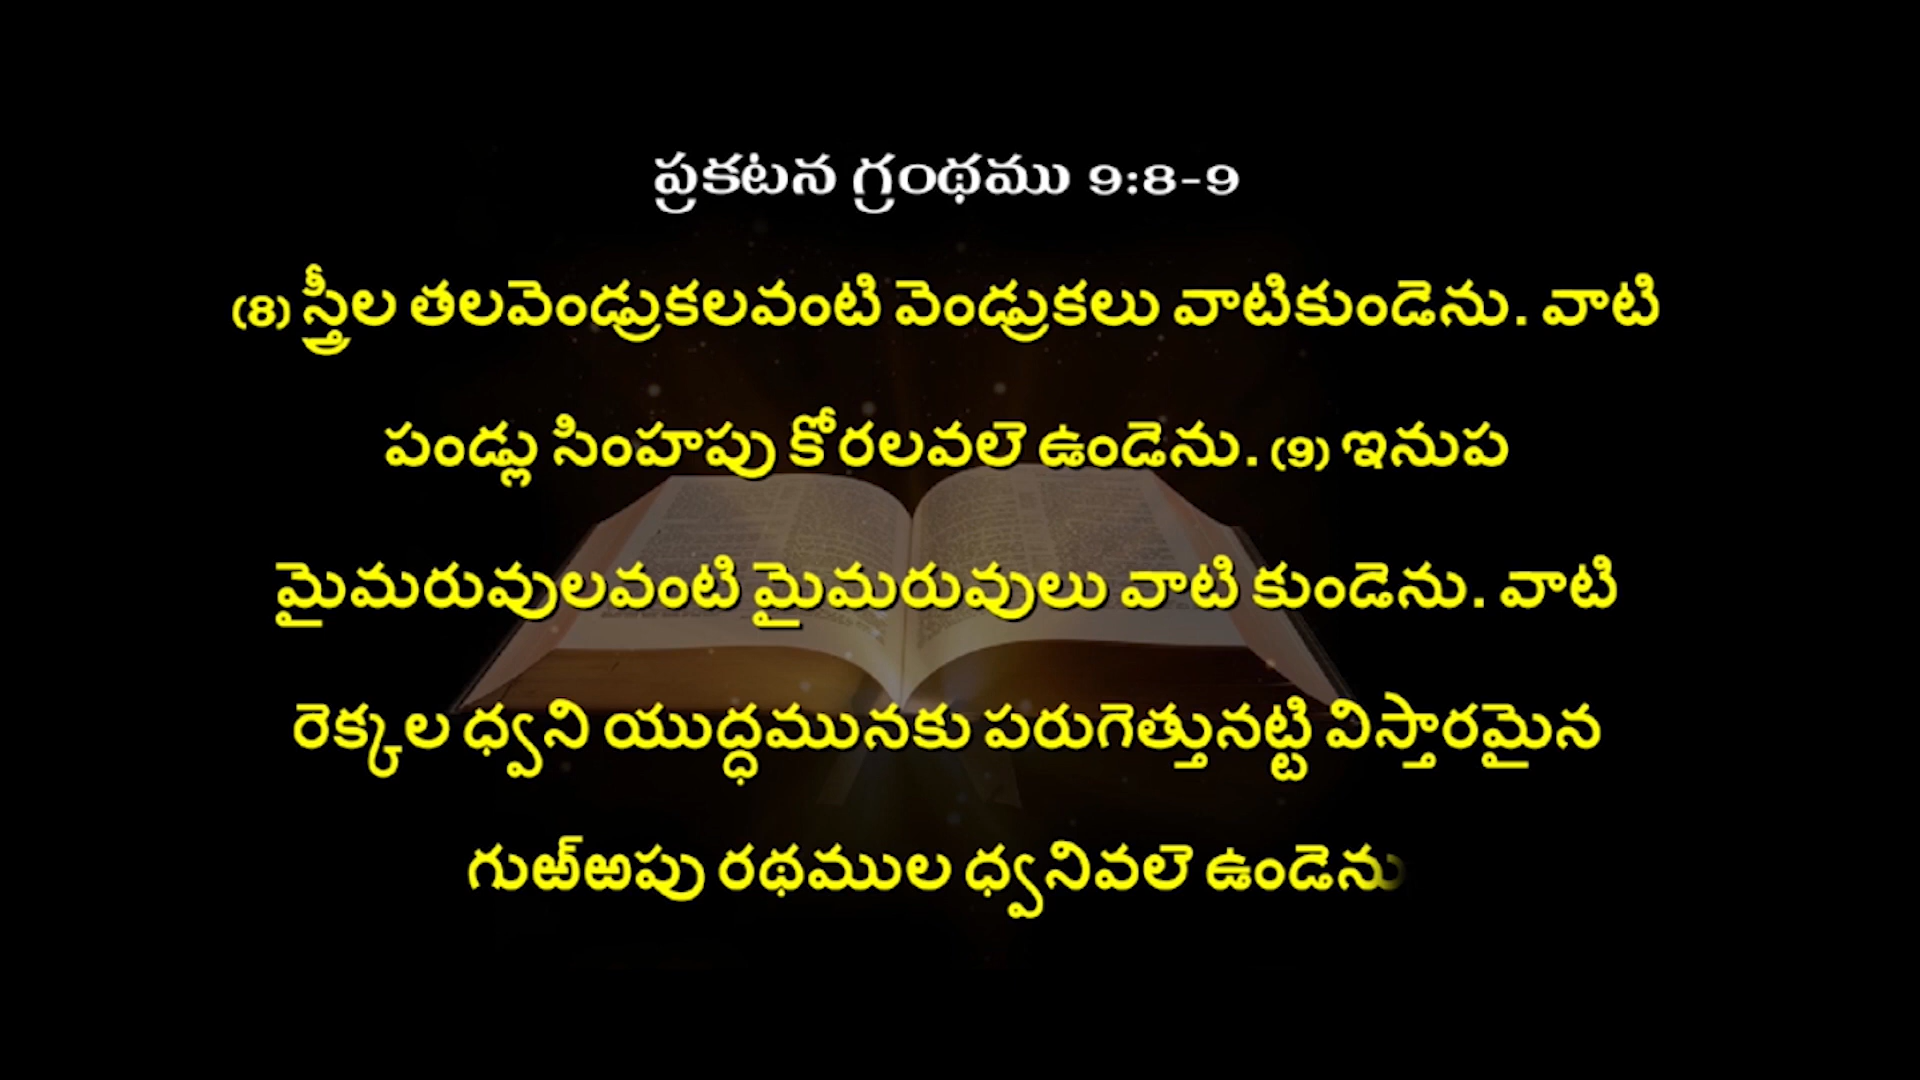 ప్రకటన గ్రంథము 9:8-9
(8) స్త్రీల తలవెండ్రుకలవంటి వెండ్రుకలు వాటికుండెను. వాటి
పండ్లు సింహపు కోరలవలె ఉండెను. (9) ఇనుప
మైమరువులవంటి మైమరువులు వాటి కుండెను. వాటి
రెక్కల ధ్వని యుద్ధమునకు పరుగెత్తునట్టి విస్తారమైన
గుఱ్ఱపు రథముల ధ్వనివలె ఉండెను